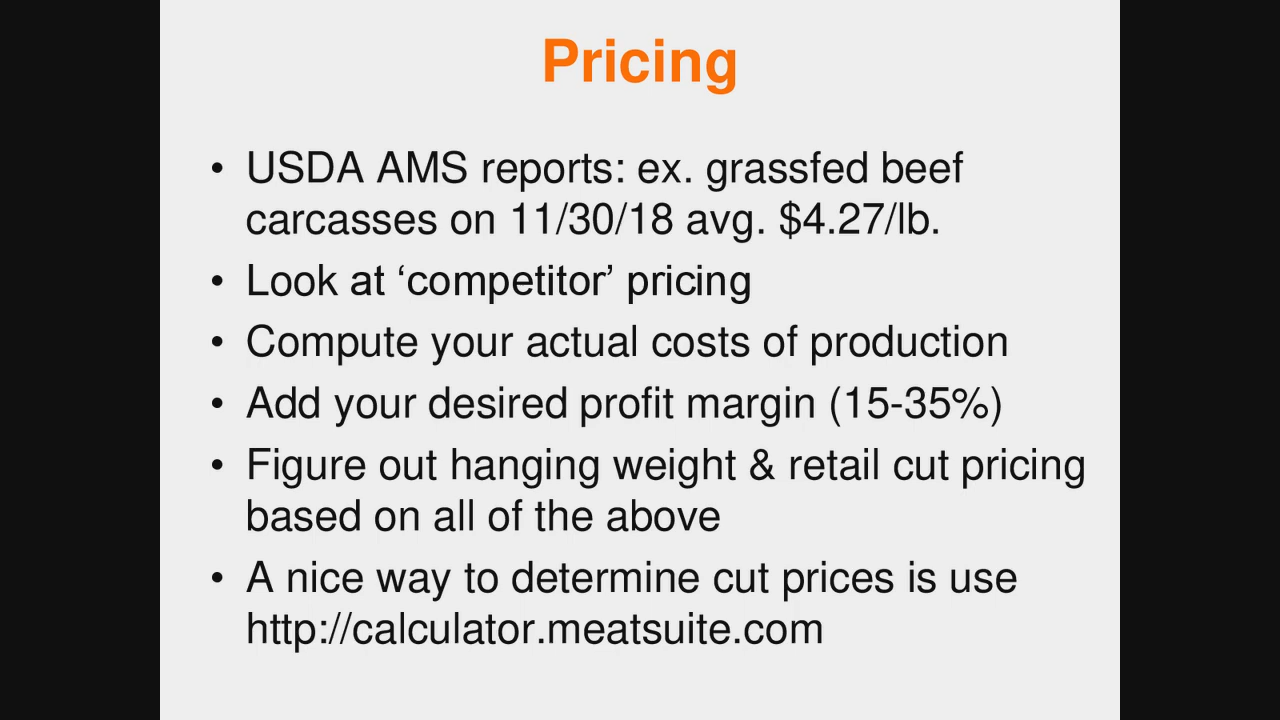 Pricing
• USDA AMS reports: ex. grassfed beef
carcasses on 11/30/18 avg. $4.27/lb.
• Look at ‘competitor’ pricing
• Compute your actual costs of production
• Add your desired profit margin (15-35%)
• Figure out hanging weight & retail cut pricing
based on all of the above
• A nice way to determine cut prices is use
http://calculator.meatsuite.com